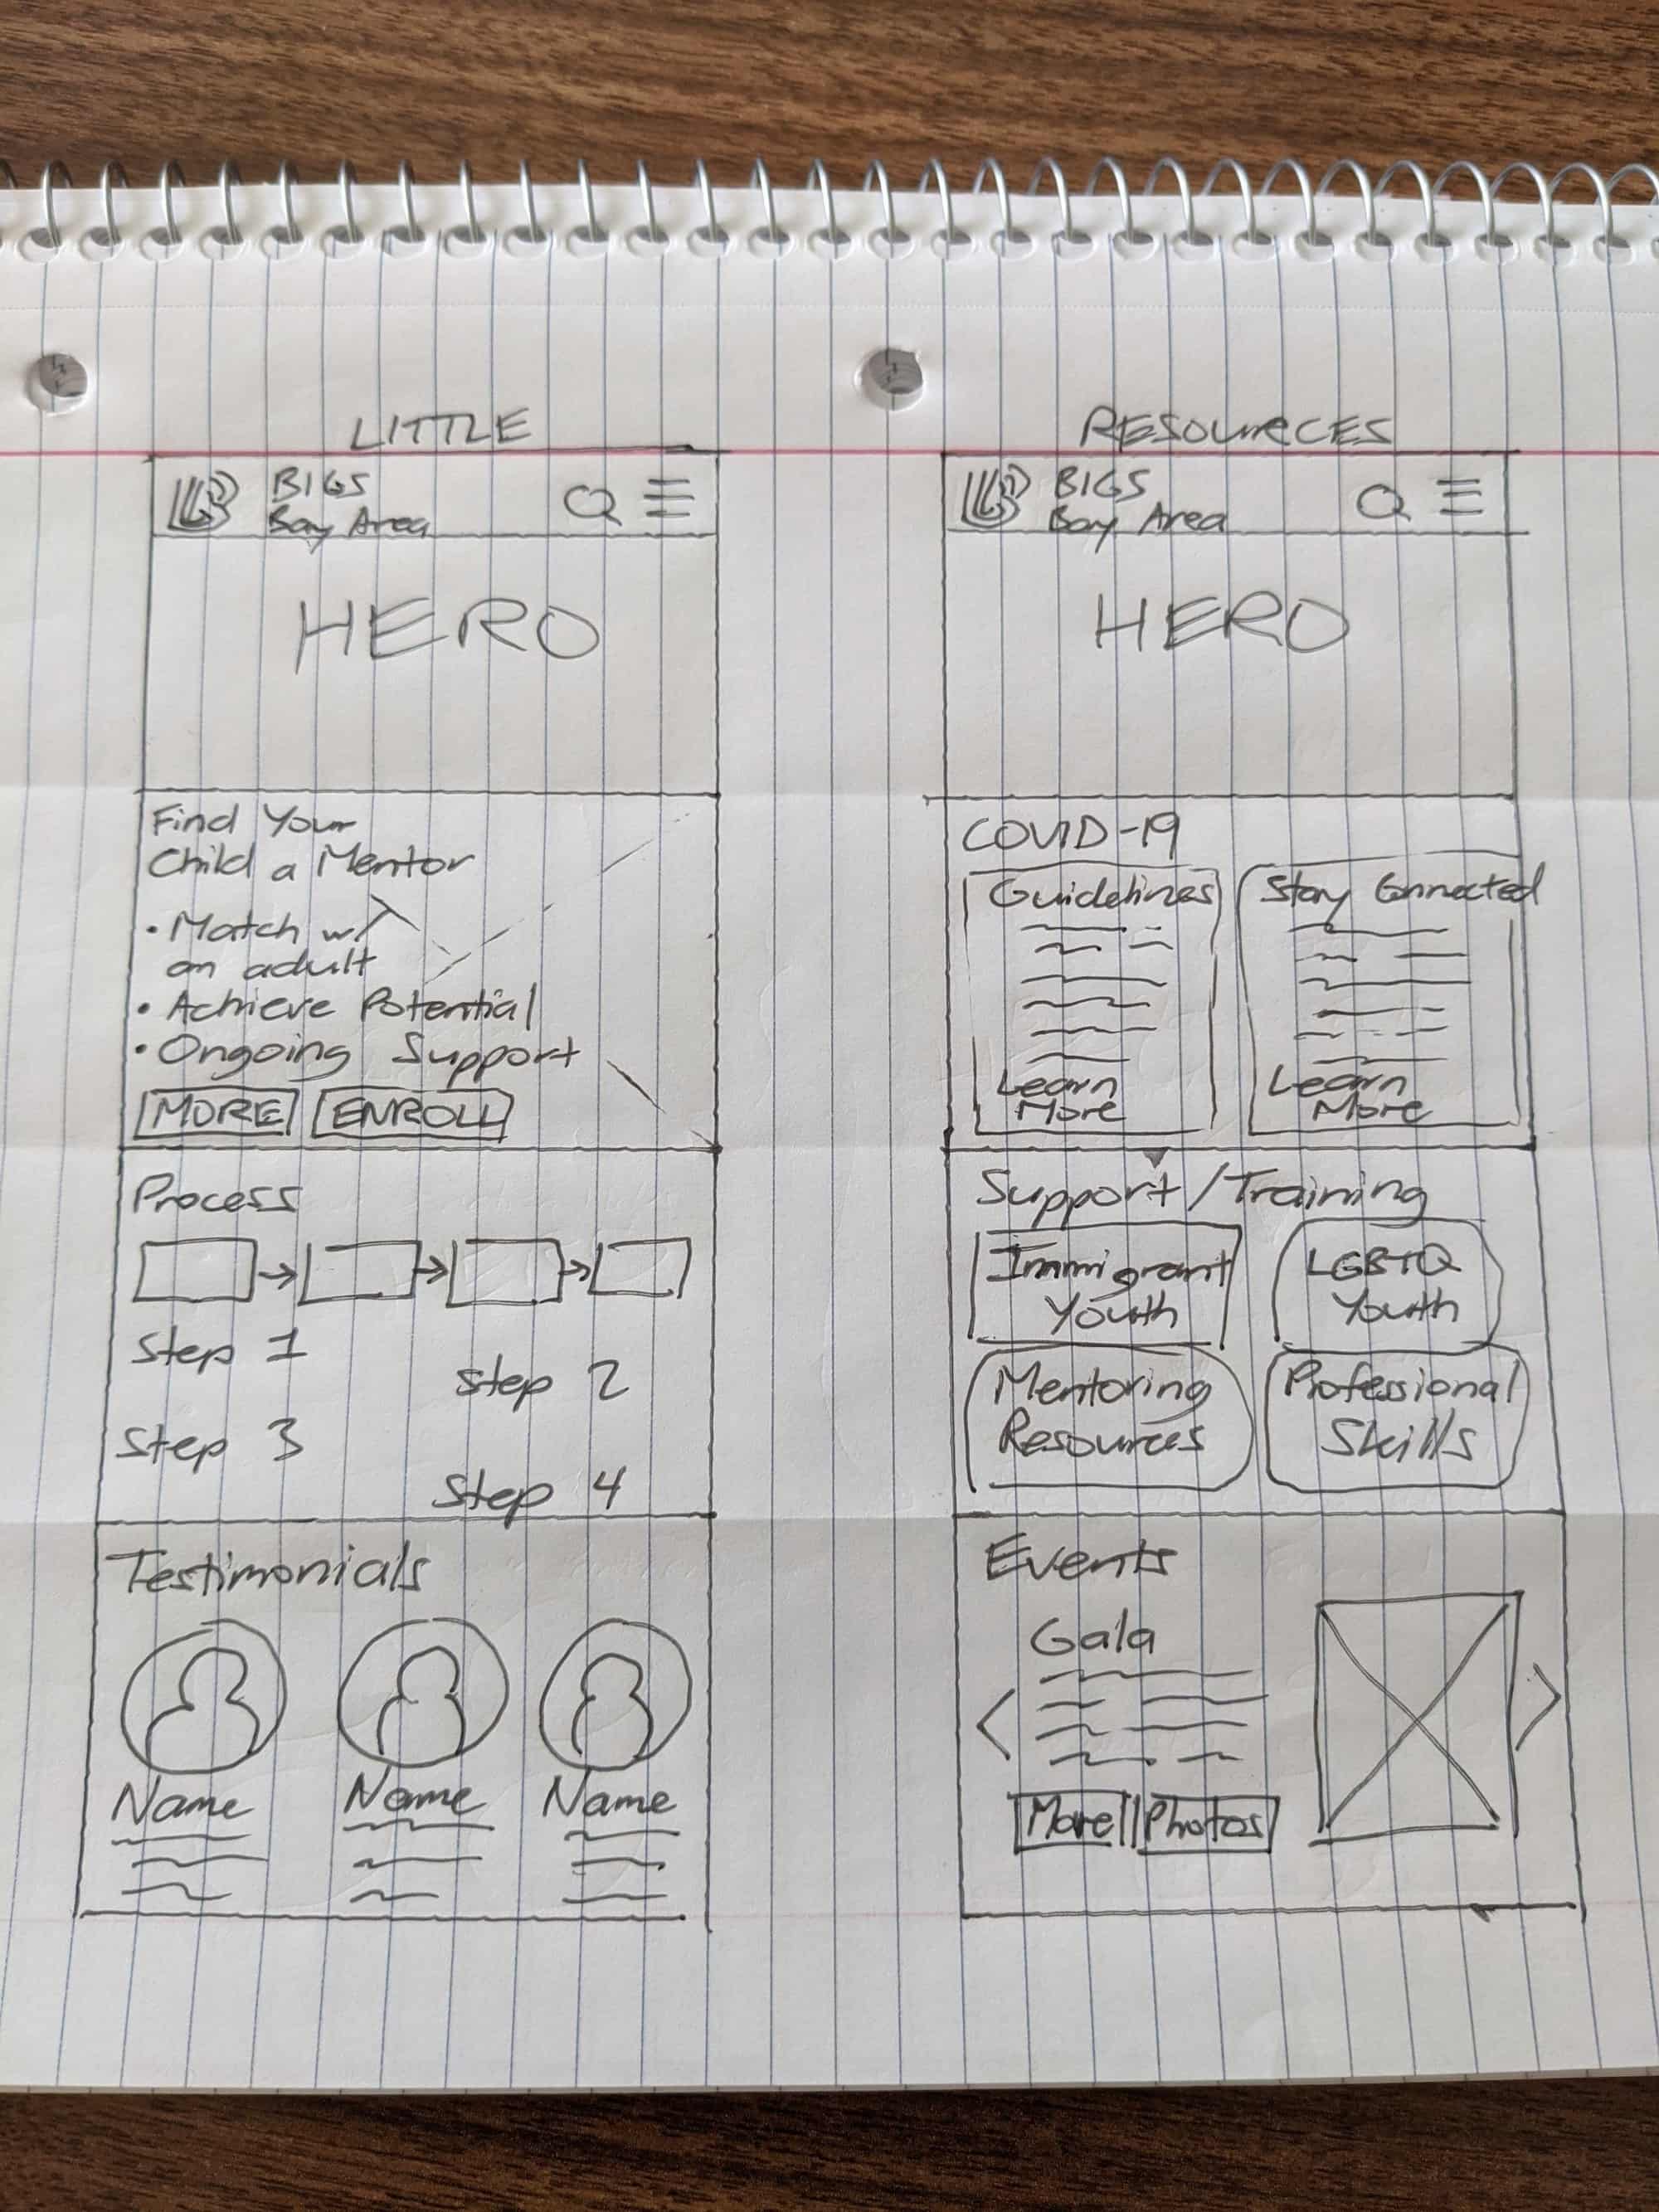 LITTLE
BIGS
Bay Area
HERO
Find Your
Child a Mentor
• Match w/
an adult
• Achieve Potential
• Ongoing Support
MORE ENROLL
Process
Step 1
Step 2
Step 3
Step 4
Testimonials
Name Name Name
RESOURCES
BIGS
Bay Area
HERO
COVID-19
Guidelines
Learn
More
Stay Connected
Learn
More
Support/Training
Immigrant
Youth
LGBTQ
Youth
Mentoring
Resources
Professional
Skills
Events
Gala
More Photos